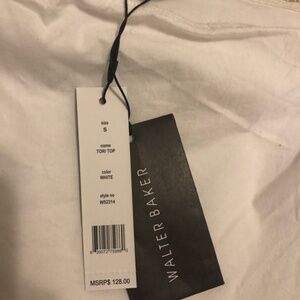 size
S
name
TORI TOP
color
WHITE
style no
W52314
MSRP$ 128.00
WALTER BAKER